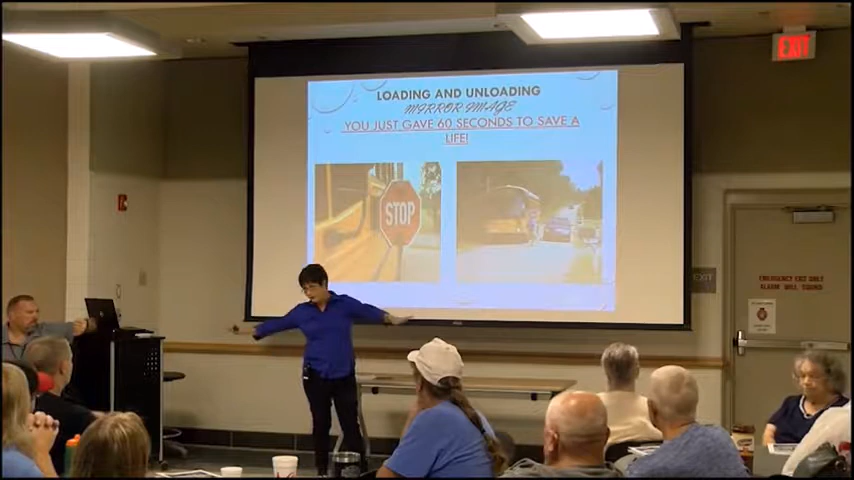 EXIT
LOADING AND UNLOADING
MIRROR IMAGE
YOU JUST GAVE 60 SECONDS TO SAVE A
LIFE!
STOP
EXIT
EMERGENCY EXIT ONLY
ALARM WILL SOUND